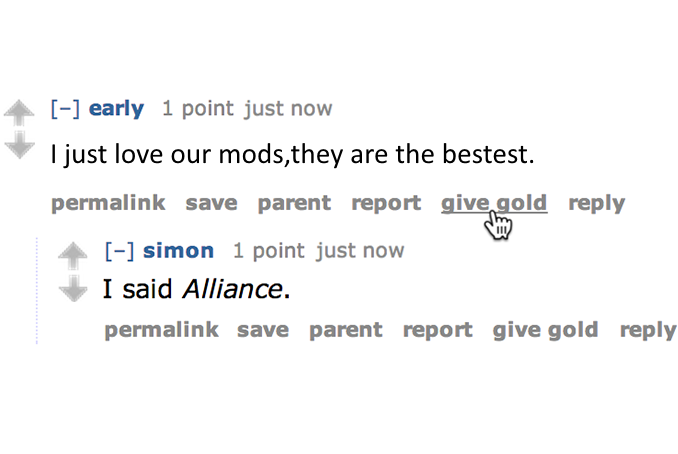 [–] early 1 point just now
I just love our mods,they are the bestest.
permalink save parent report give gold reply
[–] simon 1 point just now
I said Alliance.
permalink save parent report give gold reply